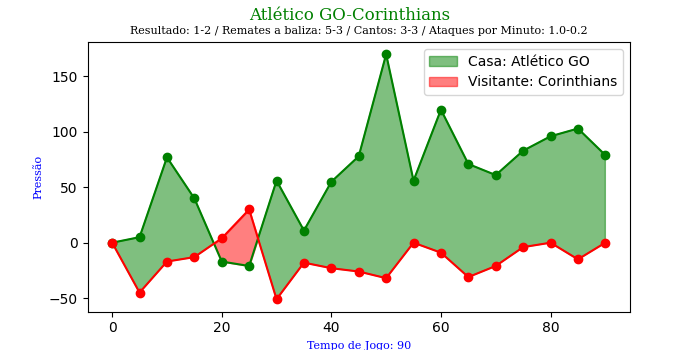 Atlético GO-Corinthians
Resultado: 1-2 / Remates a baliza: 5-3 / Cantos: 3-3 / Ataques por Minuto: 1.0-0.2
Casa: Atlético GO
Visitante: Corinthians
150
100
50
0
−50
Pressão
0 20 40 60 80
Tempo de Jogo: 90